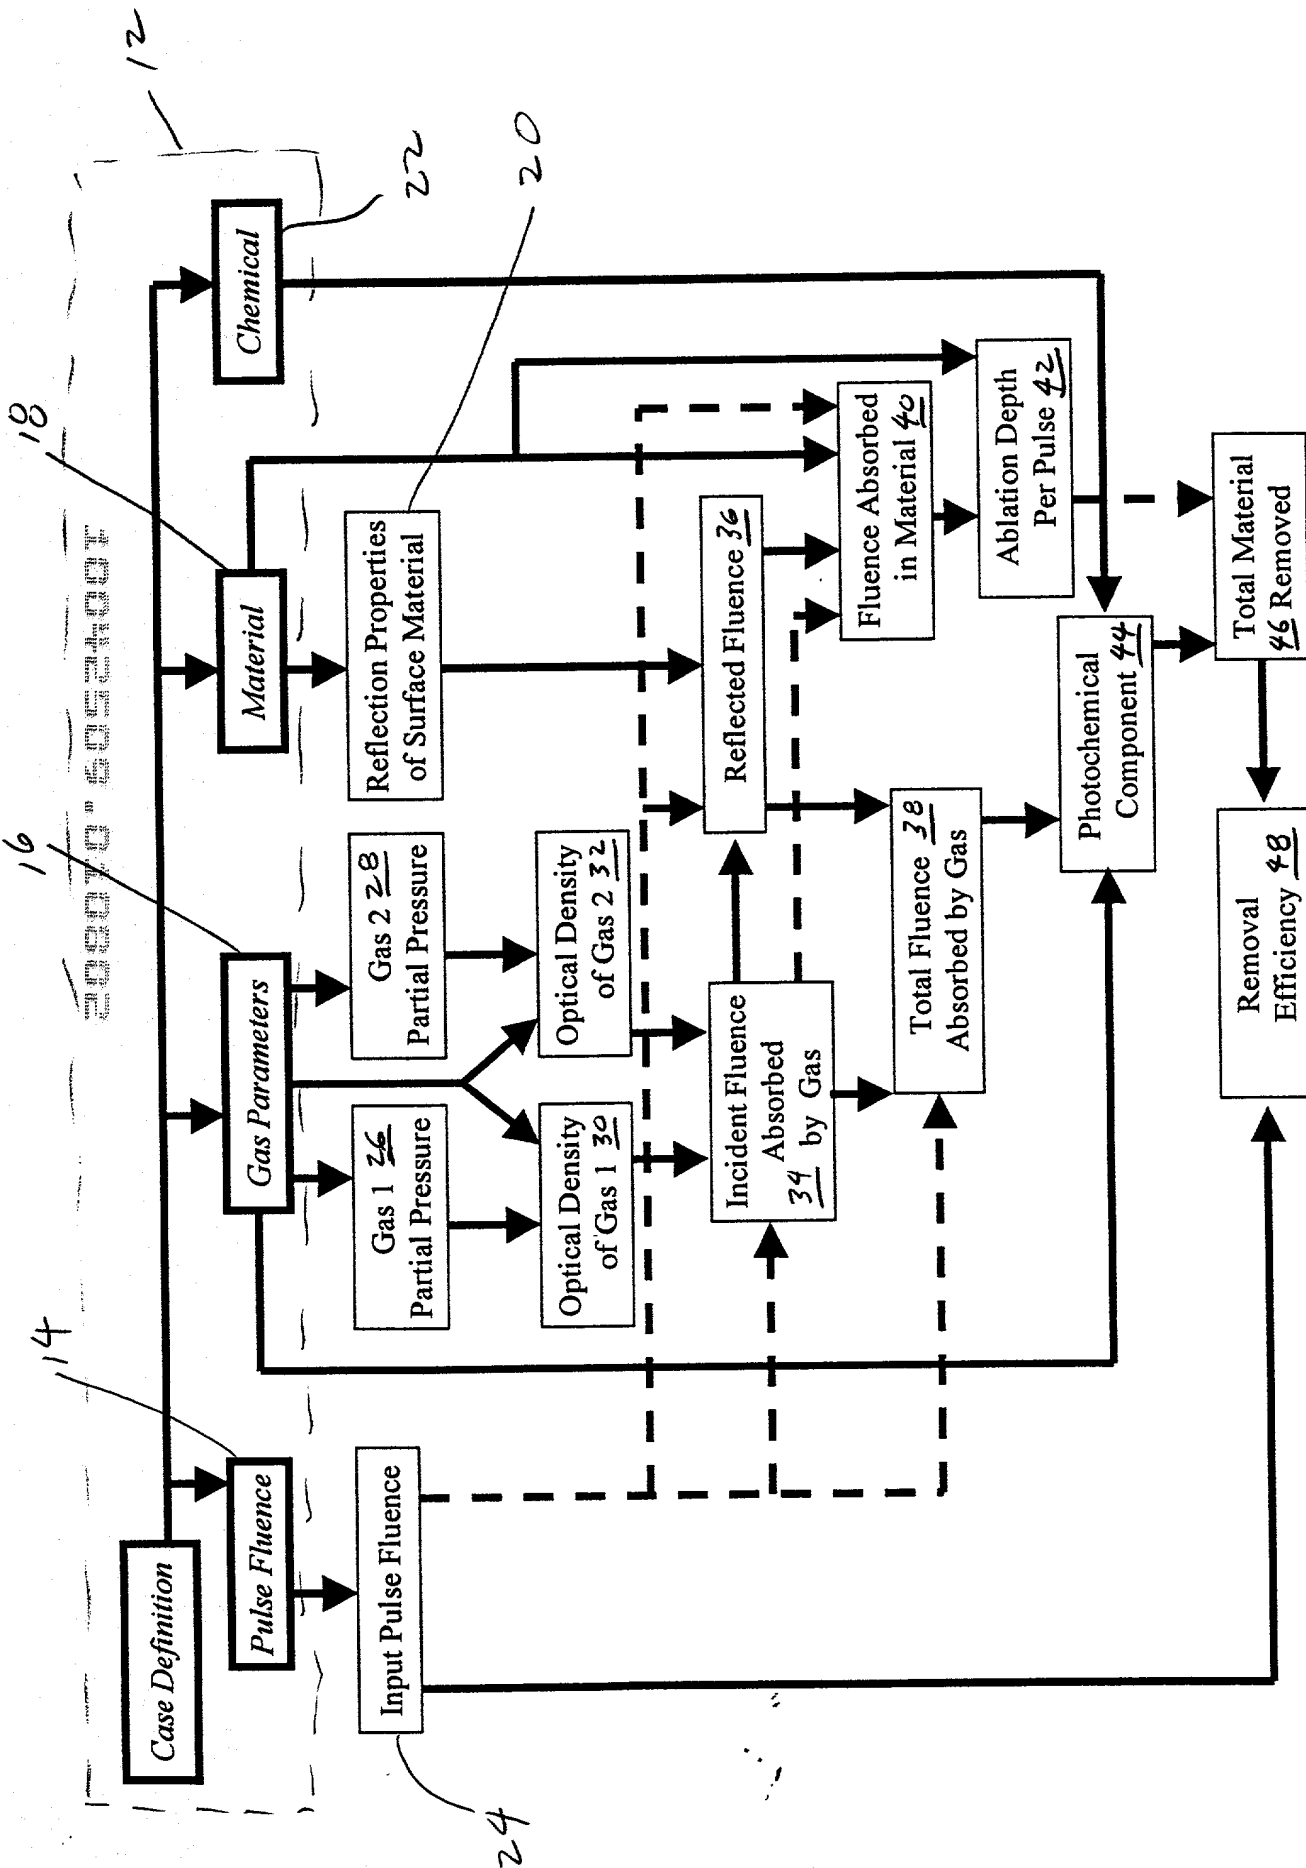 12
Case Definition
14
16
18
22
Pulse Fluence
Gas Parameters
Material
Chemical
24
Input Pulse Fluence
Gas 1 26
Partial Pressure
Gas 2 28
Partial Pressure
Reflection Properties
of Surface Material
20
Optical Density
of Gas 1 30
Optical Density
of Gas 2 32
Incident Fluence
Absorbed
34 by Gas
Reflected Fluence 36
Fluence Absorbed
in Material 40
Total Fluence 38
Absorbed by Gas
Ablation Depth
Per Pulse 42
Photochemical
Component 44
Total Material
46 Removed
Removal
Efficiency 48